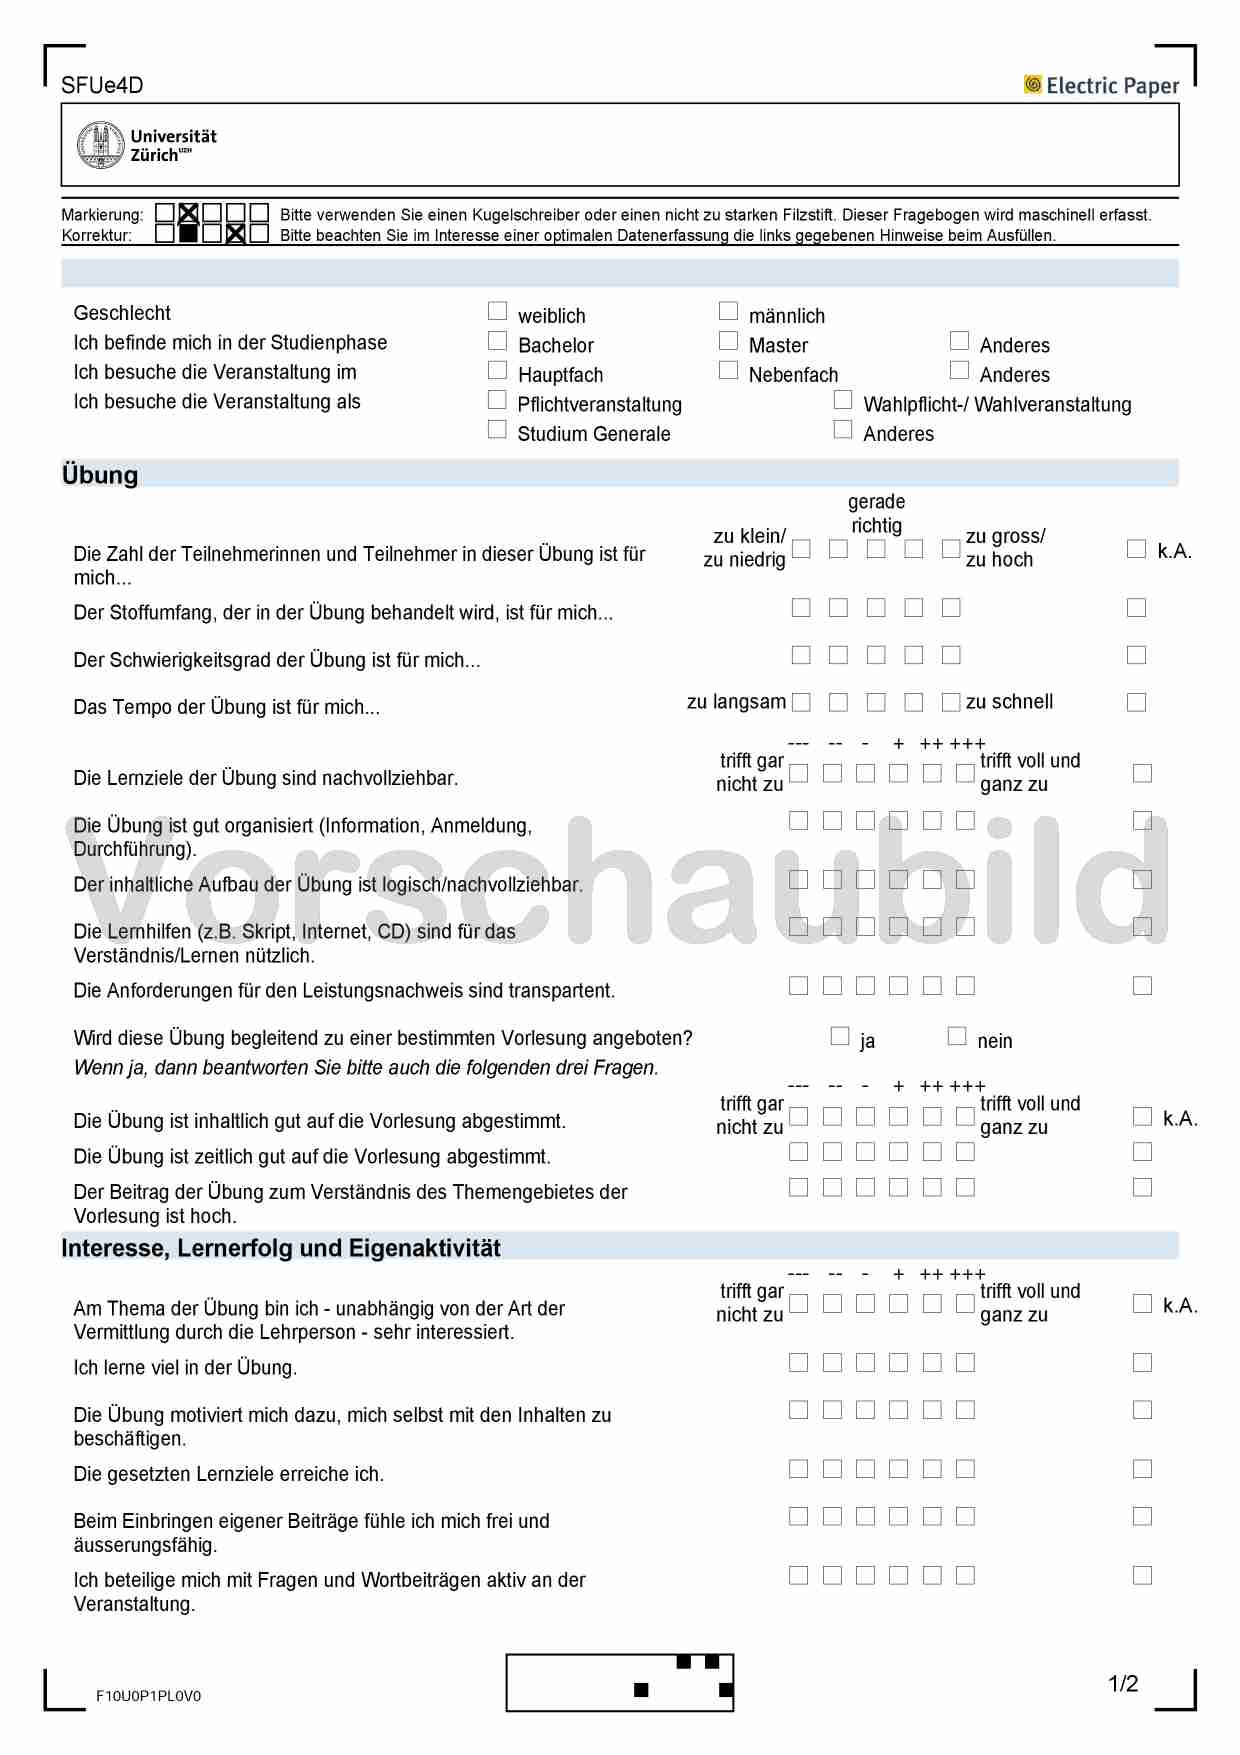 SFUe4D
Electric Paper
Universität
Zürich UZH
Markierung: Bitte verwenden Sie einen Kugelschreiber oder einen nicht zu starken Filzstift. Dieser Fragebogen wird maschinell erfasst.
Korrektur: Bitte beachten Sie im Interesse einer optimalen Datenerfassung die links gegebenen Hinweise beim Ausfüllen.
Geschlecht weiblich männlich
Ich befinde mich in der Studienphase Bachelor Master Anderes
Ich besuche die Veranstaltung im Hauptfach Nebenfach Anderes
Ich besuche die Veranstaltung als Pflichtveranstaltung Wahlpflicht-/ Wahlveranstaltung
Studium Generale Anderes
Übung
gerade
richtig
zu klein/ zu gross/
Die Zahl der Teilnehmerinnen und Teilnehmer in dieser Übung ist für zu niedrig zu hoch k.A.
mich...
Der Stoffumfang, der in der Übung behandelt wird, ist für mich...
Der Schwierigkeitsgrad der Übung ist für mich...
Das Tempo der Übung ist für mich... zu langsam zu schnell
--- -- - + ++ +++
trifft gar trifft voll und
Die Lernziele der Übung sind nachvollziehbar. nicht zu ganz zu
Die Übung ist gut organisiert (Information, Anmeldung,
Durchführung).
Vorschaubild
Der inhaltliche Aufbau der Übung ist logisch/nachvollziehbar.
Die Lernhilfen (z.B. Skript, Internet, CD) sind für das
Verständnis/Lernen nützlich.
Die Anforderungen für den Leistungsnachweis sind transpartent.
Wird diese Übung begleitend zu einer bestimmten Vorlesung angeboten? ja nein
Wenn ja, dann beantworten Sie bitte auch die folgenden drei Fragen.
--- -- - + ++ +++
trifft gar trifft voll und
Die Übung ist inhaltlich gut auf die Vorlesung abgestimmt. nicht zu ganz zu k.A.
Die Übung ist zeitlich gut auf die Vorlesung abgestimmt.
Der Beitrag der Übung zum Verständnis des Themengebietes der
Vorlesung ist hoch.
Interesse, Lernerfolg und Eigenaktivität
--- -- - + ++ +++
trifft gar trifft voll und
Am Thema der Übung bin ich - unabhängig von der Art der nicht zu ganz zu k.A.
Vermittlung durch die Lehrperson - sehr interessiert.
Ich lerne viel in der Übung.
Die Übung motiviert mich dazu, mich selbst mit den Inhalten zu
beschäftigen.
Die gesetzten Lernziele erreiche ich.
Beim Einbringen eigener Beiträge fühle ich mich frei und
äusserungsfähig.
Ich beteilige mich mit Fragen und Wortbeiträgen aktiv an der
Veranstaltung.
F10U0P1PL0V0
1/2